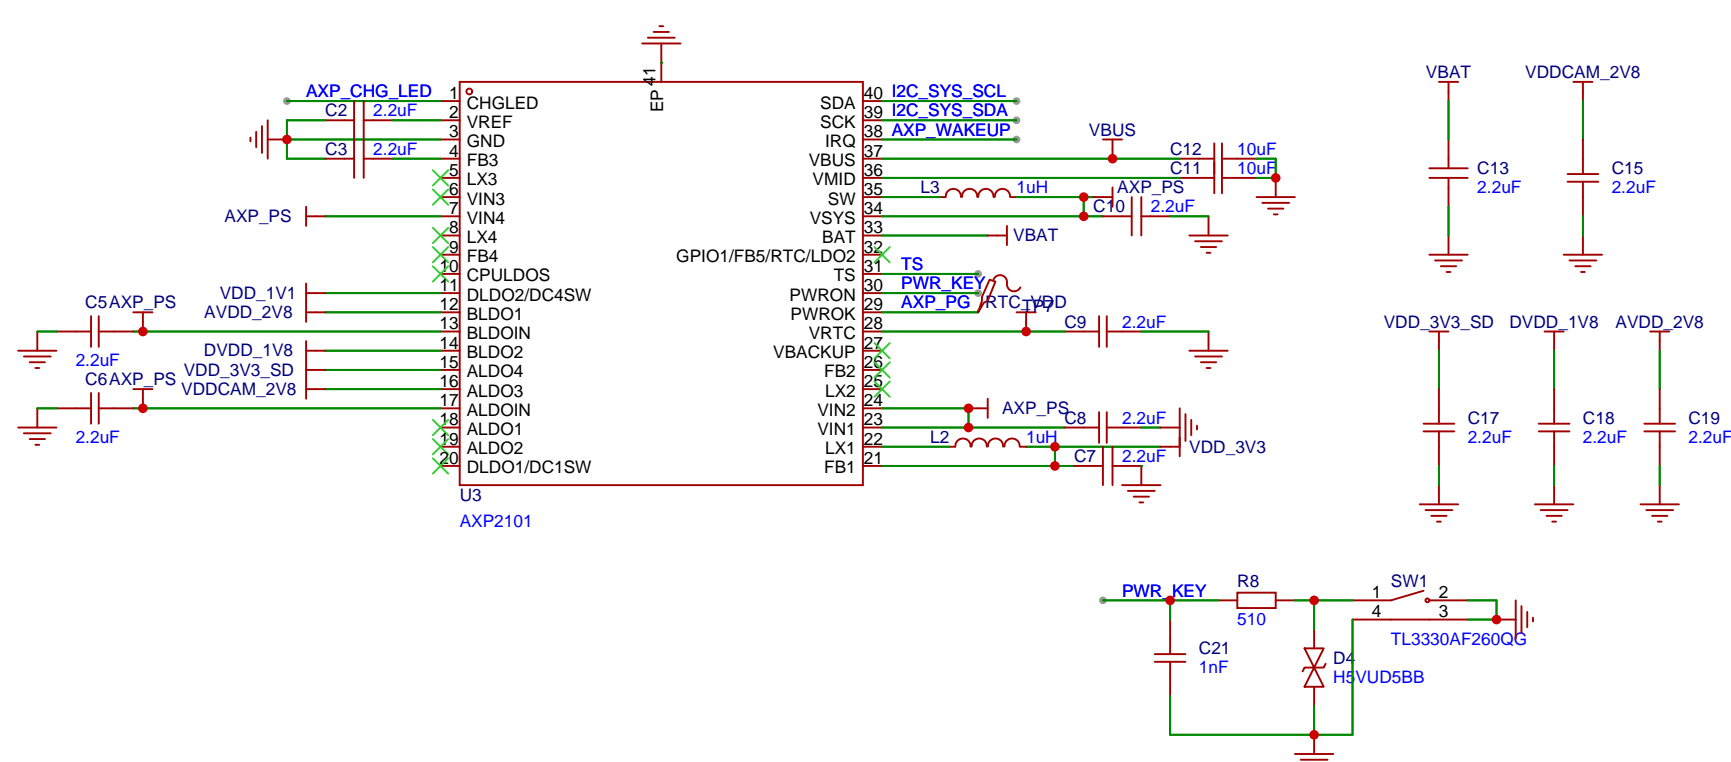 EP 41
AXP_CHG_LED 1 CHGLED
C2 2.2uF 2 VREF
3 GND
C3 2.2uF 4 FB3
5 LX3
6 VIN3
AXP_PS 7 VIN4
8 LX4
9 FB4
10 CPULDOS
VDD_1V1 11 DLDO2/DC4SW
AVDD_2V8 12 BLDO1
C5 AXP_PS 13 BLDOIN
2.2uF
DVDD_1V8 14 BLDO2
VDD_3V3_SD 15 ALDO4
VDDCAM_2V8 16 ALDO3
C6 AXP_PS 17 ALDOIN
2.2uF
18 ALDO1
19 ALDO2
20 DLDO1/DC1SW
SDA 40 I2C_SYS_SCL
SCK 39 I2C_SYS_SDA
IRQ 38 AXP_WAKEUP
VBUS 37 VBUS C12 10uF
VMID 36 C11 10uF
SW 35 L3 1uH AXP_PS
VSYS 34 C10 2.2uF
BAT 33 VBAT
GPIO1/FB5/RTC/LDO2 32
TS 31 TS
PWRON 30 PWR_KEY
PWROK 29 AXP_PG RTC_VDD TP7
VRTC 28 C9 2.2uF
VBACKUP 27
FB2 26
LX2 25
VIN2 24 AXP_PS
VIN1 23 C8 2.2uF
LX1 22 L2 1uH VDD_3V3
FB1 21 C7 2.2uF
U3
AXP2101
VBAT
C13
2.2uF
VDDCAM_2V8
C15
2.2uF
VDD_3V3_SD
C17
2.2uF
DVDD_1V8
C18
2.2uF
AVDD_2V8
C19
2.2uF
PWR_KEY
R8
510
SW1
1 2
4 3
TL3330AF260QG
C21
1nF
D4
H5VUD5BB